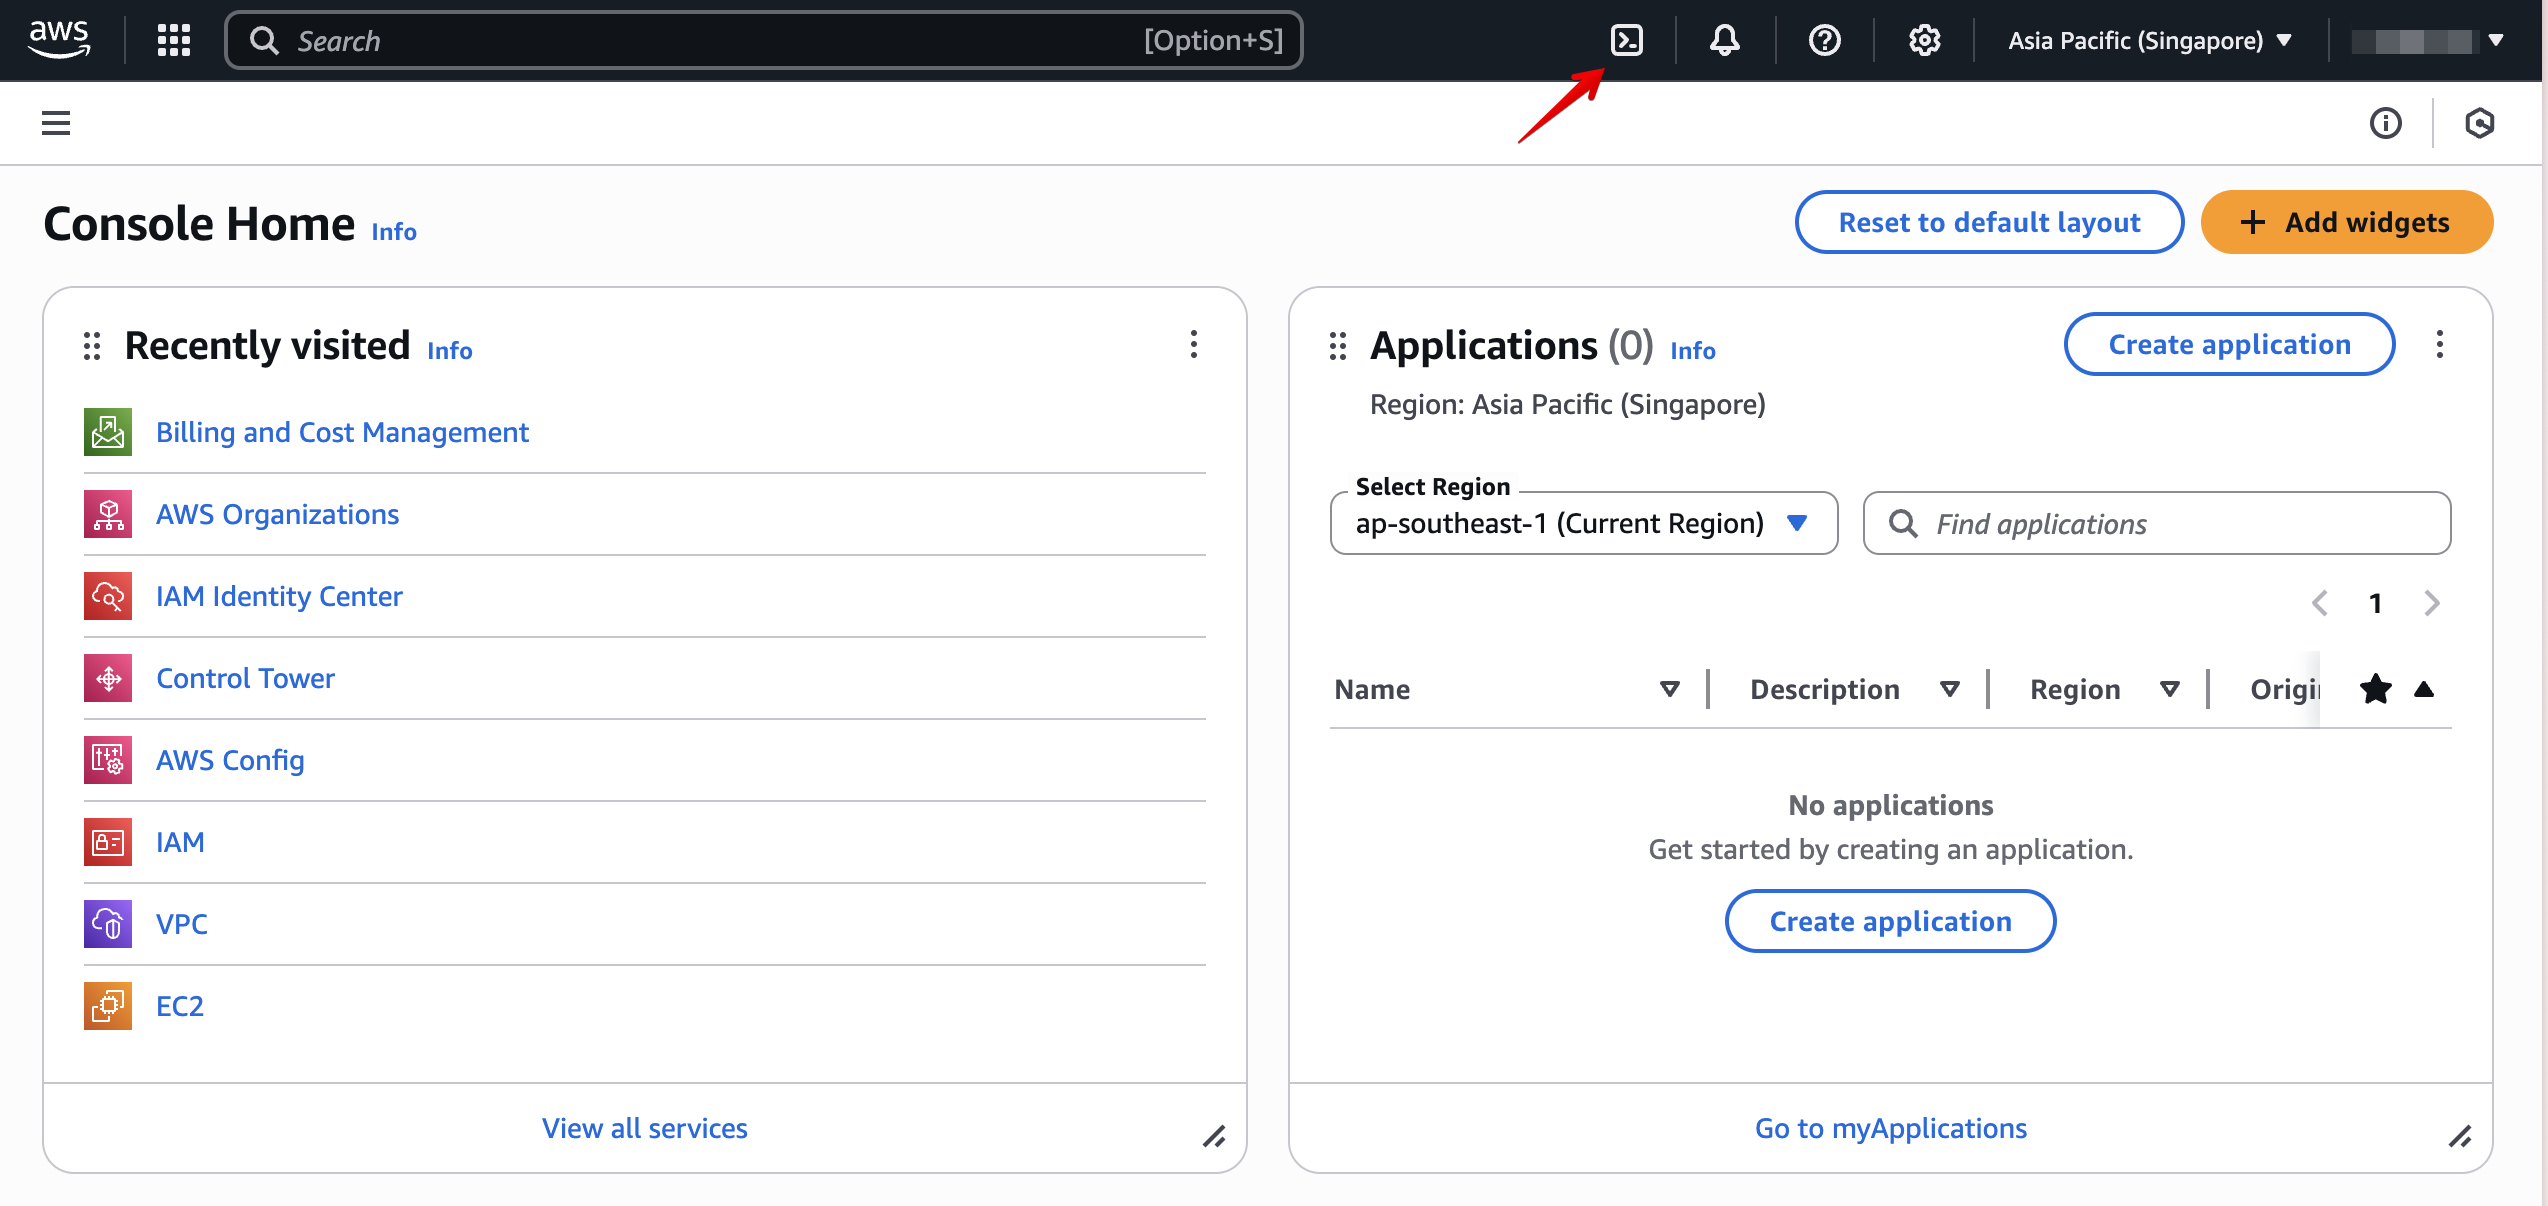 aws
Search [Option+S] Asia Pacific (Singapore)
Console Home Info
Reset to default layout
Add widgets
Recently visited Info
Billing and Cost Management
AWS Organizations
IAM Identity Center
Control Tower
AWS Config
IAM
VPC
EC2
View all services
Applications (0) Info
Create application
Region: Asia Pacific (Singapore)
Select Region
ap-southeast-1 (Current Region)
Find applications
1
Name Description Region
No applications
Get started by creating an application.
Create application
Go to myApplications